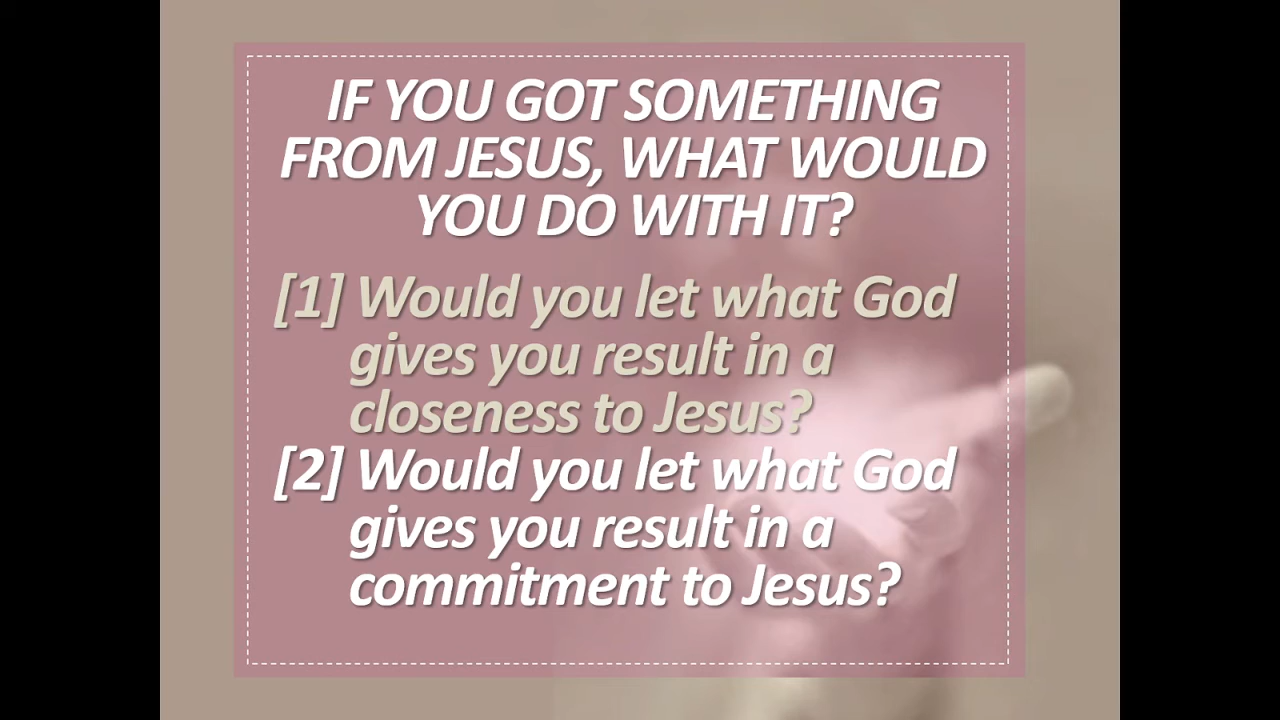 IF YOU GOT SOMETHING
FROM JESUS, WHAT WOULD
YOU DO WITH IT?
[1] Would you let what God
gives you result in a
closeness to Jesus?
[2] Would you let what God
gives you result in a
commitment to Jesus?